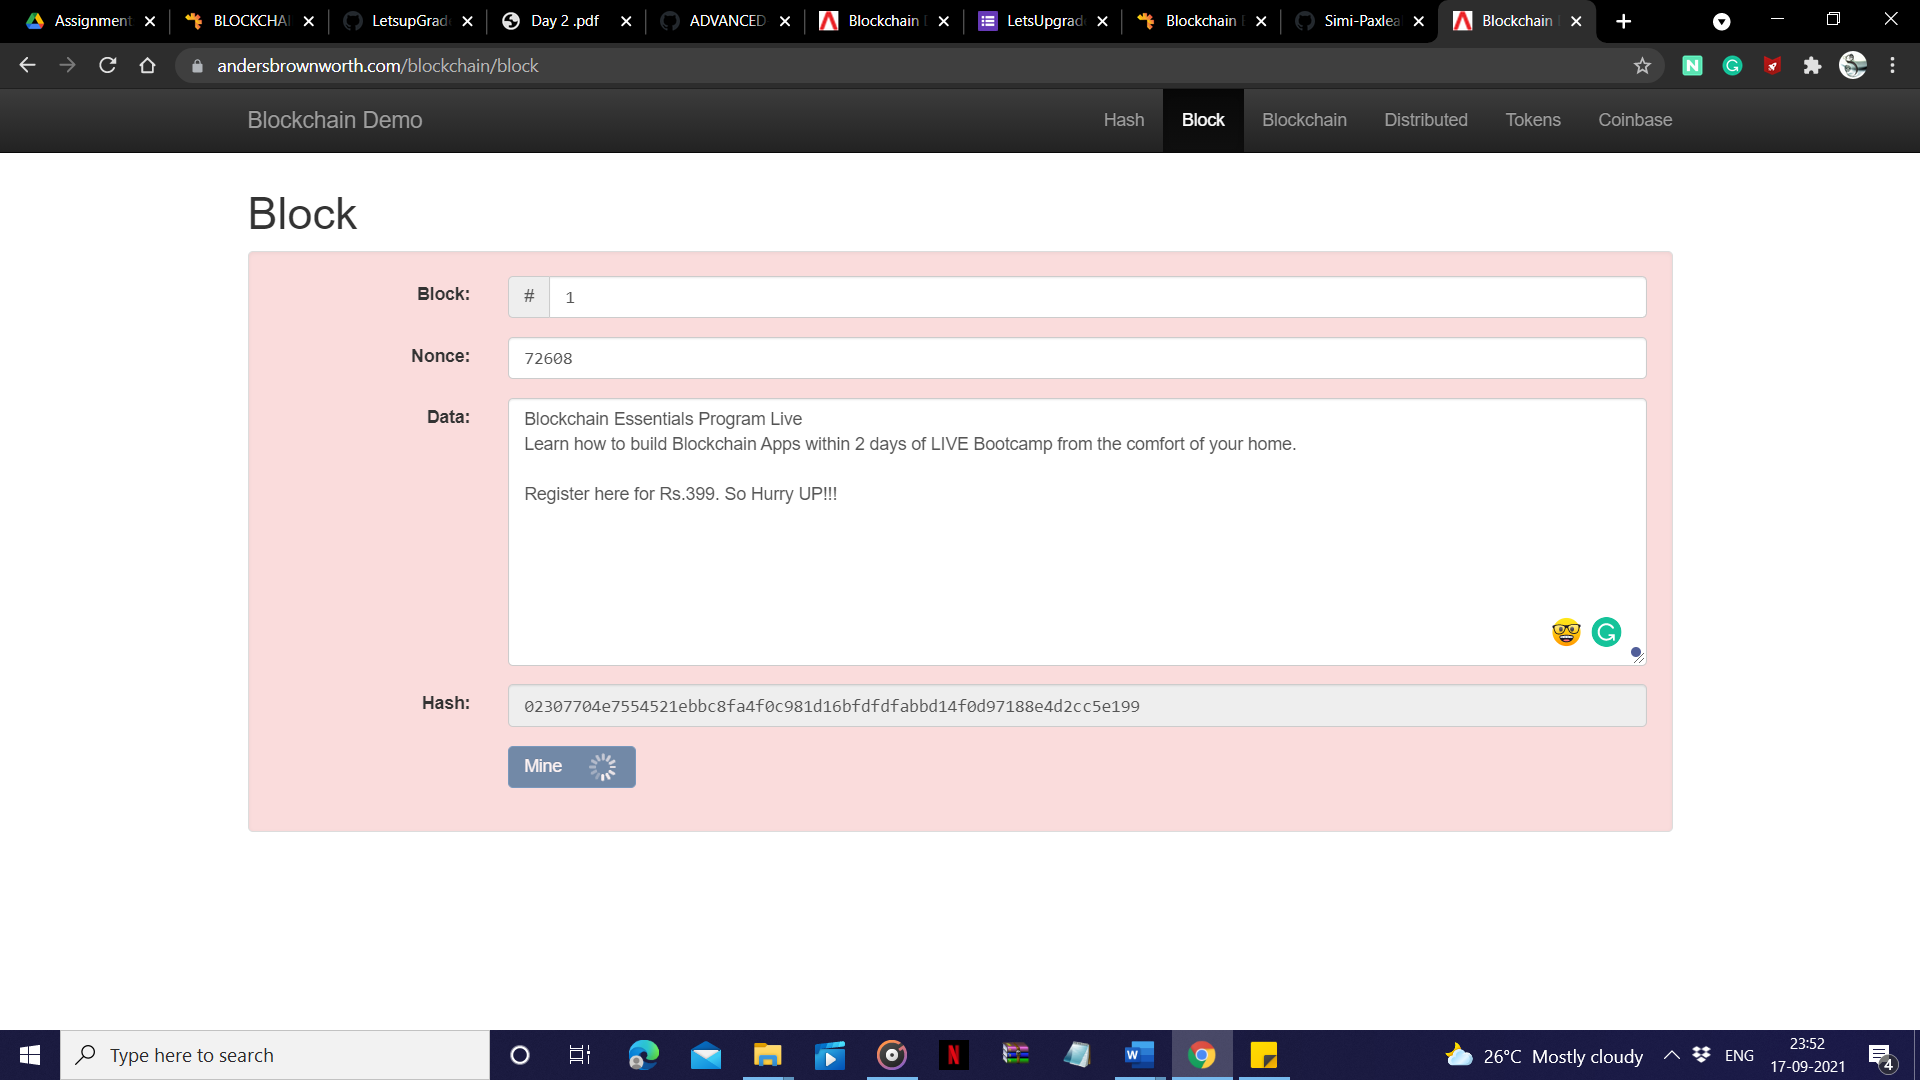 Assignment
BLOCKCHAI
LetsupGrade
Day 2 .pdf
ADVANCED
Blockchain
LetsUpgrade
Blockchain
Simi-Paxlea
Blockchain
andersbrownworth.com/blockchain/block
Blockchain Demo
Hash
Block
Blockchain
Distributed
Tokens
Coinbase
Block
Block:
#
1
Nonce:
72608
Data:
Blockchain Essentials Program Live
Learn how to build Blockchain Apps within 2 days of LIVE Bootcamp from the comfort of your home.
Register here for Rs.399. So Hurry UP!!!
Hash:
02307704e7554521ebbc8fa4f0c981d16bfdfdfabbd14f0d97188e4d2cc5e199
Mine
Type here to search
26°C Mostly cloudy
ENG
23:52
17-09-2021
4